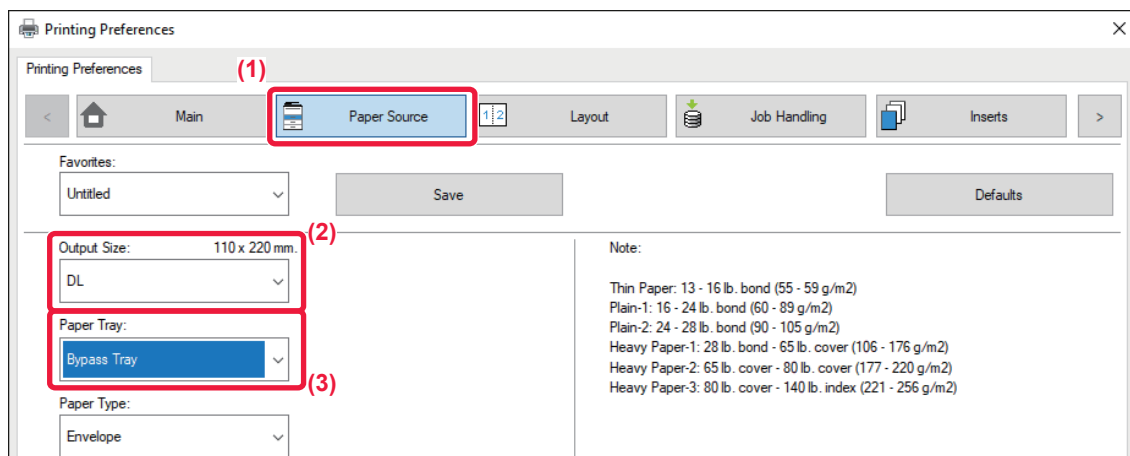 Printing Preferences
Printing Preferences
(1)
< Main Paper Source 1 2 Layout Job Handling Inserts >
Favorites:
Untitled Save Defaults
(2)
Output Size: 110 x 220 mm.
DL
Paper Tray:
Bypass Tray
(3)
Paper Type:
Envelope
Note:
Thin Paper: 13 - 16 lb. bond (55 - 59 g/m2)
Plain-1: 16 - 24 lb. bond (60 - 89 g/m2)
Plain-2: 24 - 28 lb. bond (90 - 105 g/m2)
Heavy Paper-1: 28 lb. bond - 65 lb. cover (106 - 176 g/m2)
Heavy Paper-2: 65 lb. cover - 80 lb. cover (177 - 220 g/m2)
Heavy Paper-3: 80 lb. cover - 140 lb. index (221 - 256 g/m2)